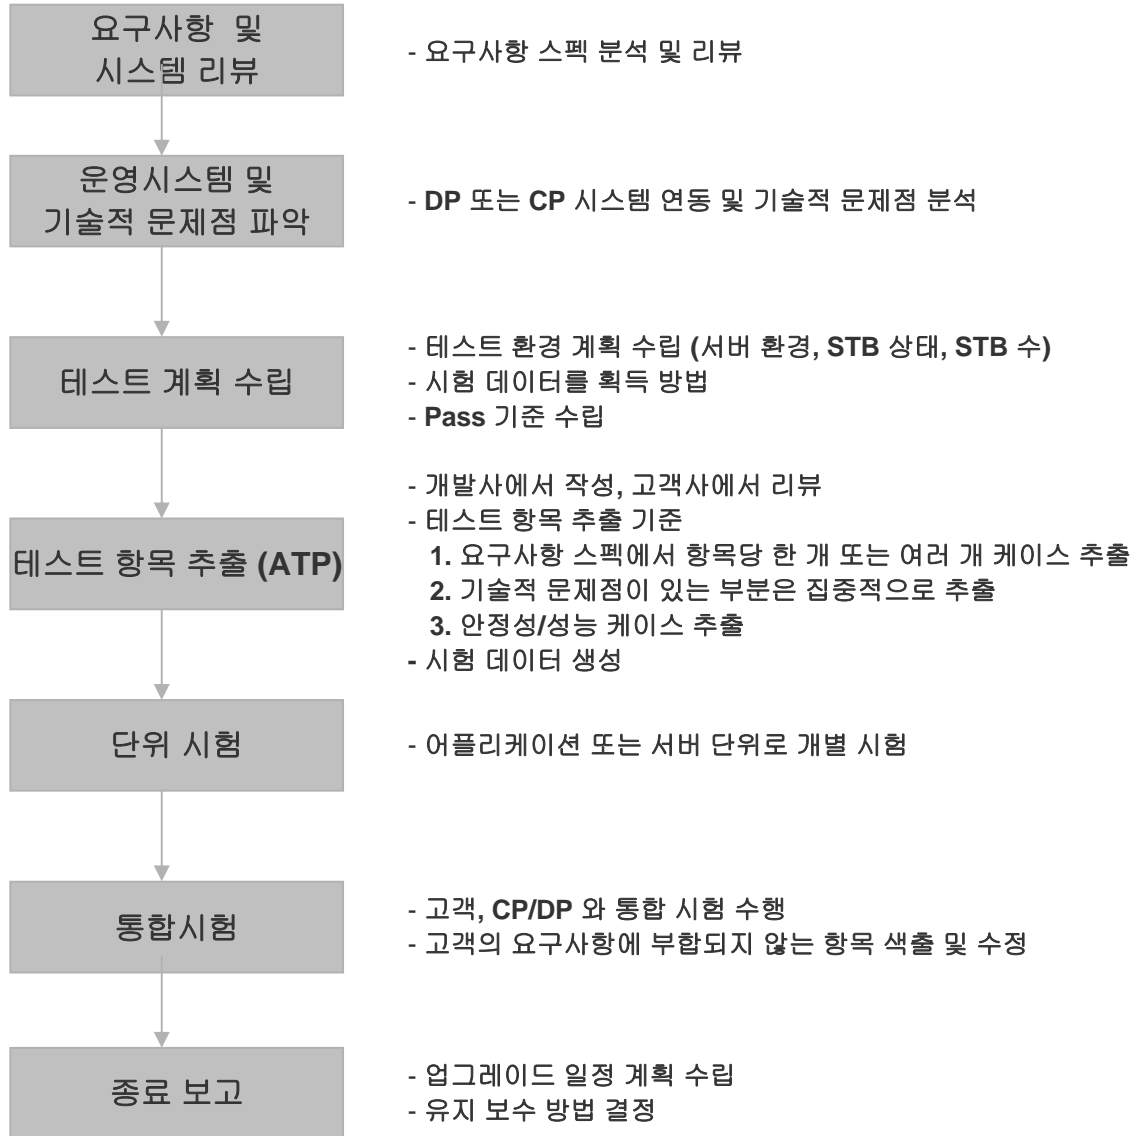 요구사항 및
시스템 리뷰
- 요구사항 스펙 분석 및 리뷰
운영시스템 및
기술적 문제점 파악
- DP 또는 CP 시스템 연동 및 기술적 문제점 분석
테스트 계획 수립
- 테스트 환경 계획 수립 (서버 환경, STB 상태, STB 수)
- 시험 데이터를 획득 방법
- Pass 기준 수립
테스트 항목 추출 (ATP)
- 개발사에서 작성, 고객사에서 리뷰
- 테스트 항목 추출 기준
1. 요구사항 스펙에서 항목당 한 개 또는 여러 개 케이스 추출
2. 기술적 문제점이 있는 부분은 집중적으로 추출
3. 안정성/성능 케이스 추출
- 시험 데이터 생성
단위 시험
- 어플리케이션 또는 서버 단위로 개별 시험
통합시험
- 고객, CP/DP 와 통합 시험 수행
- 고객의 요구사항에 부합되지 않는 항목 색출 및 수정
종료 보고
- 업그레이드 일정 계획 수립
- 유지 보수 방법 결정